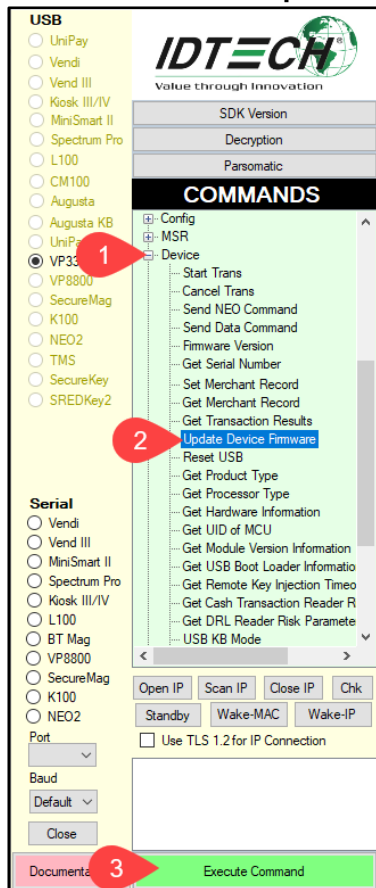 USB
UniPay
Vendi
Vend III
Kiosk III/IV
MiniSmart II
Spectrum Pro
L100
CM100
Augusta
Augusta KB
VP8800
SecureMag
K100
NEO2
TMS
SecureKey
SREDKey2
Serial
Vendi
Vend III
MiniSmart II
Spectrum Pro
Kiosk III/IV
L100
BT Mag
VP8800
SecureMag
K100
NEO2
Port
Baud
Default
Close
IDTECH®
Value through Innovation
SDK Version
Decryption
Parsomatic
COMMANDS
Config
MSR
1
Device
Start Trans
Cancel Trans
Send NEO Command
Send Data Command
Firmware Version
Get Serial Number
Set Merchant Record
Get Merchant Record
Get Transaction Results
2
Update Device Firmware
Reset USB
Get Product Type
Get Processor Type
Get Hardware Information
Get UID of MCU
Get Module Version Information
Get USB Boot Loader Informatio
Get Remote Key Injection Timeo
Get Cash Transaction Reader R
Get DRL Reader Risk Paramete
USB KB Mode
Open IP Scan IP Close IP Chk
Standby Wake-MAC Wake-IP
Use TLS 1.2 for IP Connection
3 Execute Command